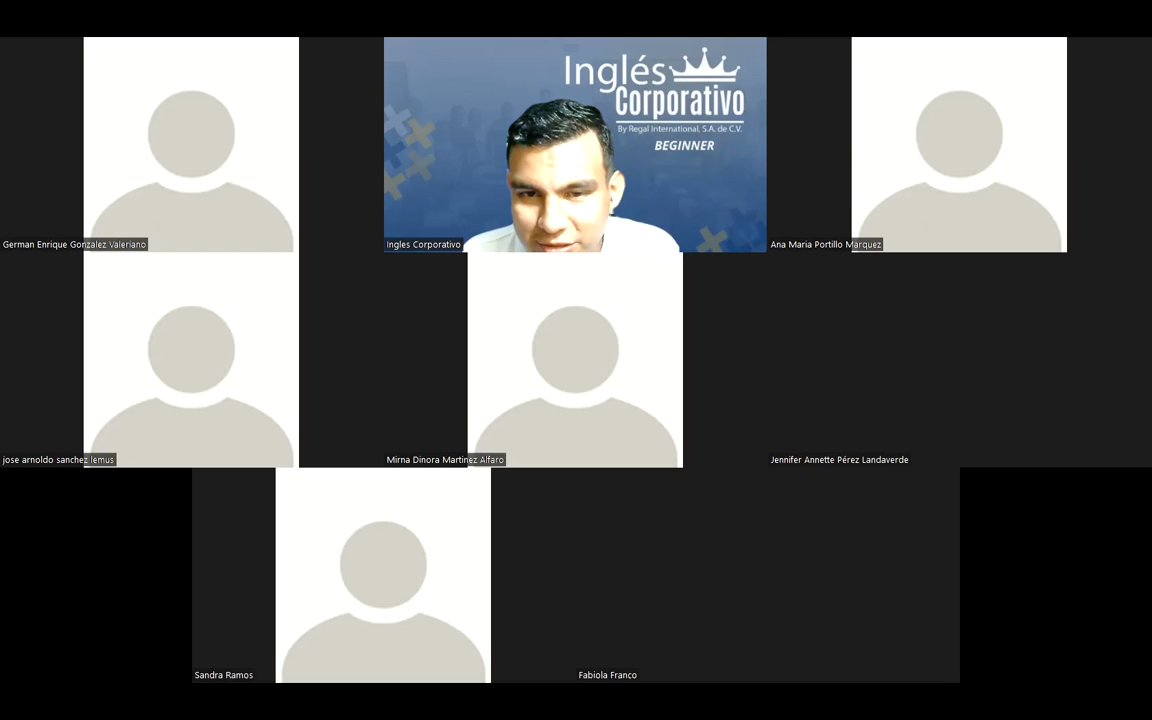 Inglés
Corporativo
By Regal International, S.A. de C.V.
BEGINNER
German Enrique Gonzalez Valeriano
Ingles Corporativo
Ana Maria Portillo Marquez
jose arnoldo sanchez lemus
Mirna Dinora Martinez Alfaro
Jennifer Annette Pérez Landaverde
Sandra Ramos
Fabiola Franco